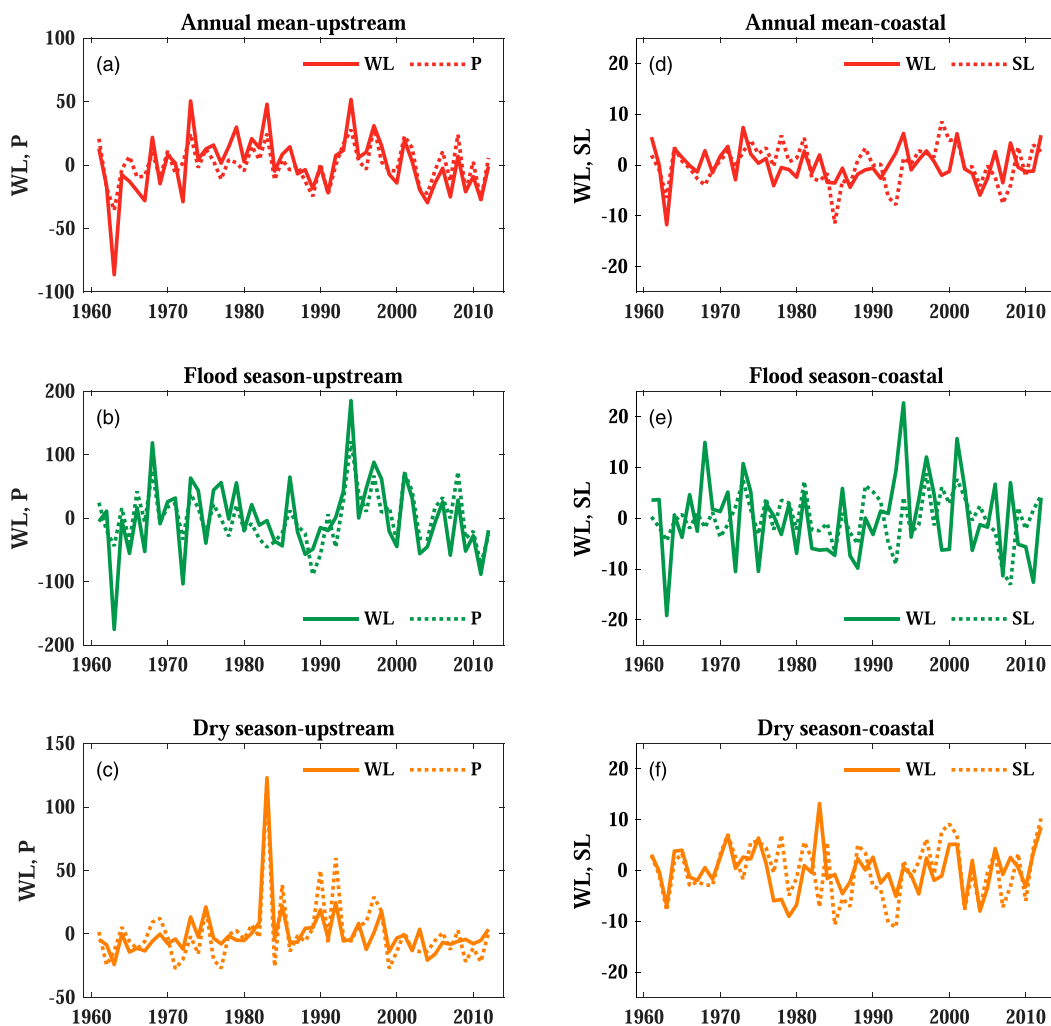 Annual mean-upstream
(a)
WL P
WL, P
100
50
0
-50
-100
1960 1970 1980 1990 2000 2010
Annual mean-coastal
(d)
WL SL
WL, SL
20
10
0
-10
-20
1960 1970 1980 1990 2000 2010
Flood season-upstream
(b)
WL, P
200
100
0
-100
-200
WL P
1960 1970 1980 1990 2000 2010
Flood season-coastal
(e)
WL, SL
20
10
0
-10
-20
WL SL
1960 1970 1980 1990 2000 2010
Dry season-upstream
(c)
WL P
WL, P
150
100
50
0
-50
1960 1970 1980 1990 2000 2010
Dry season-coastal
(f)
WL SL
WL, SL
20
10
0
-10
-20
1960 1970 1980 1990 2000 2010